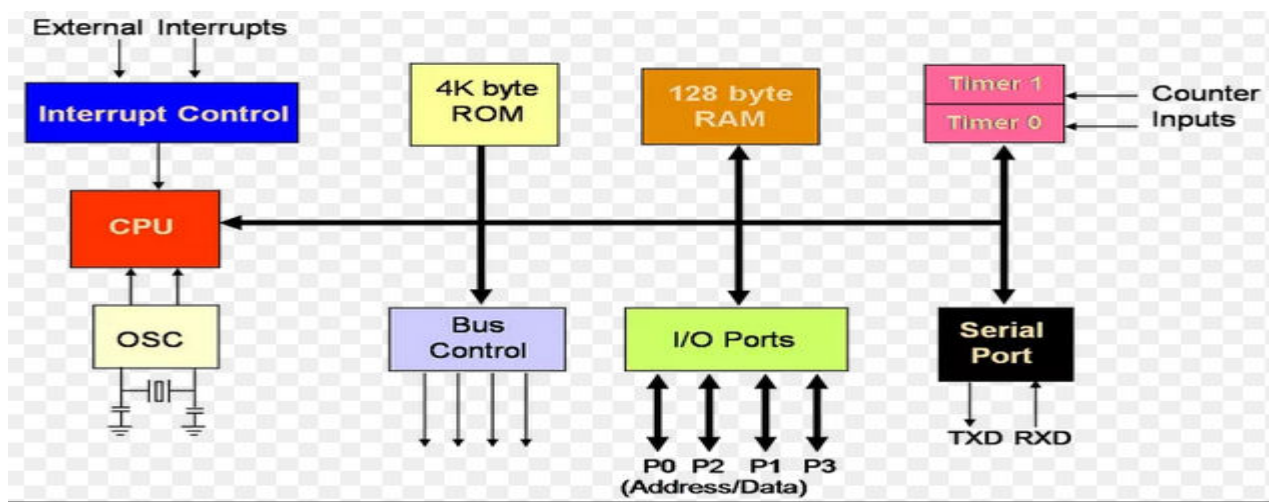 External Interrupts
Interrupt Control
4K byte
ROM
128 byte
RAM
Timer 1
Timer 0
Counter
Inputs
CPU
OSC
Bus
Control
I/O Ports
Serial
Port
P0 P2 P1 P3
(Address/Data)
TXD RXD